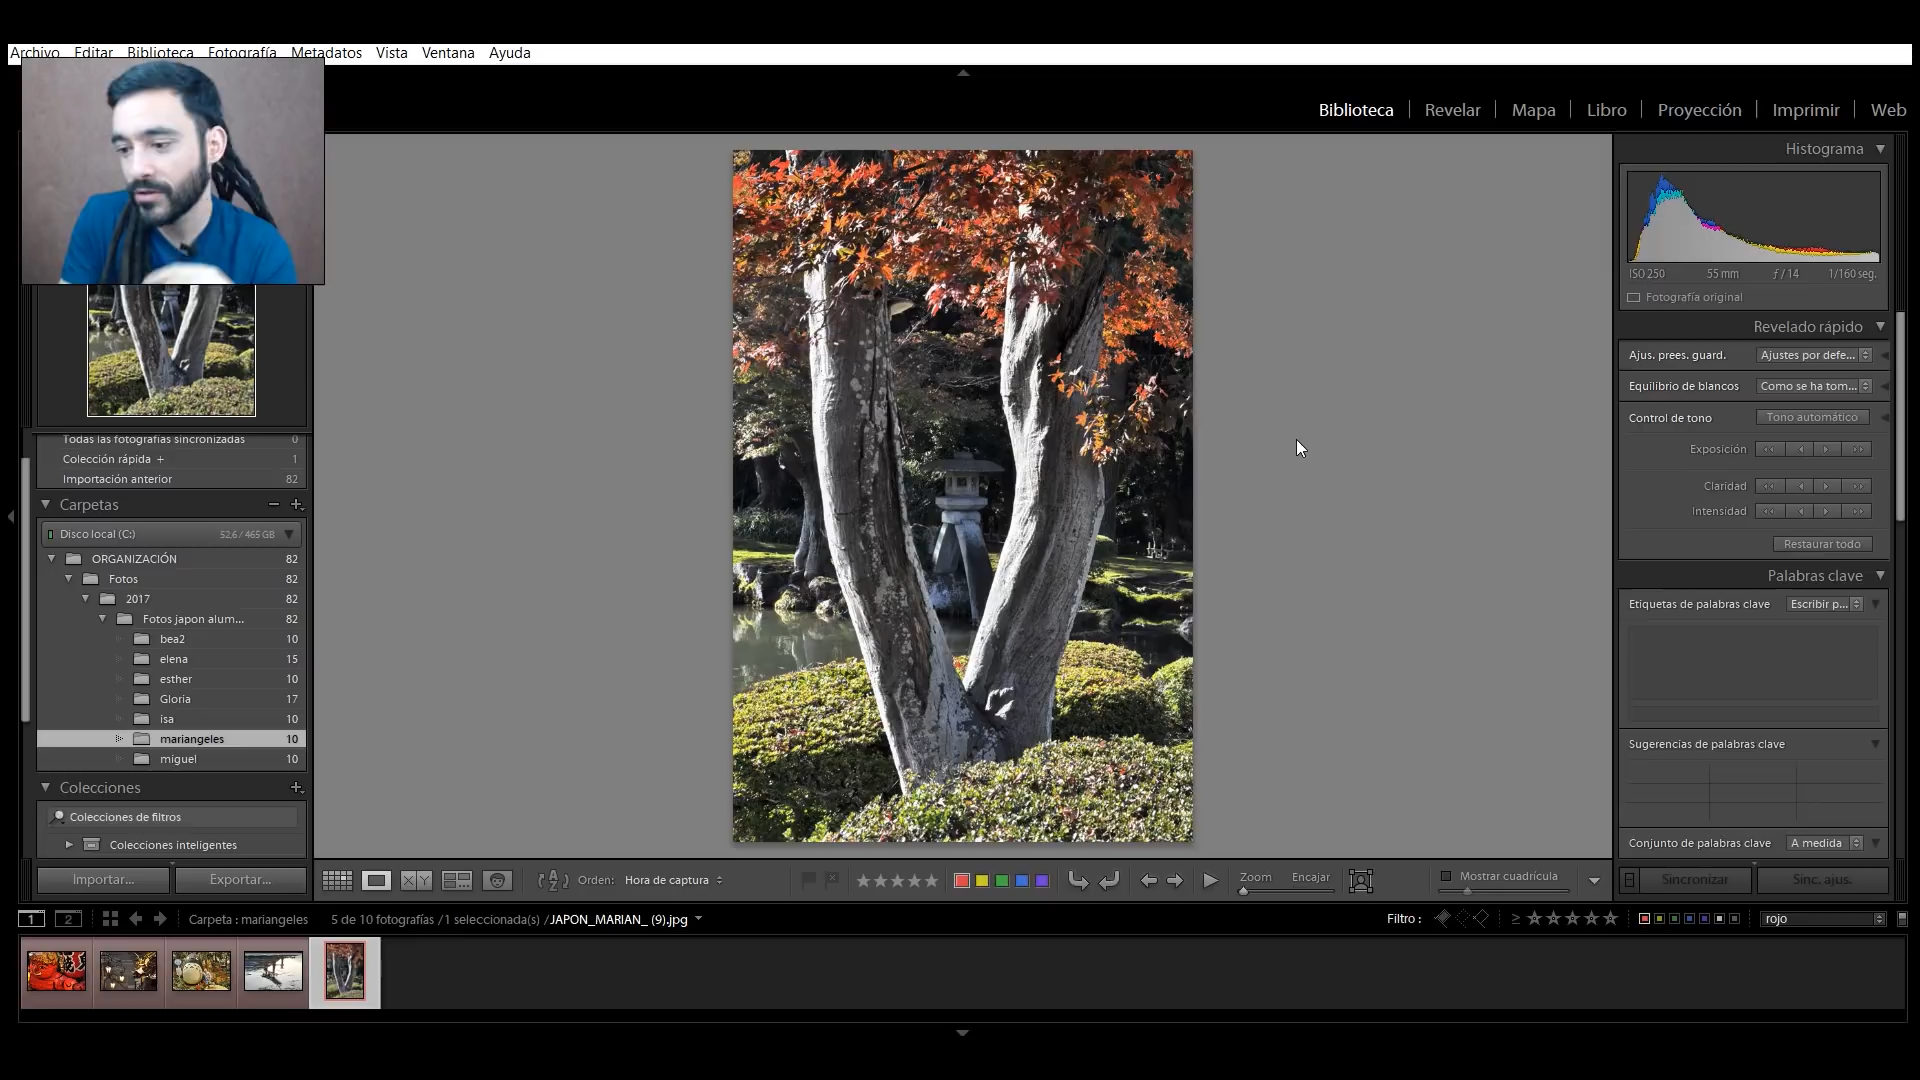 Archivo Editar Biblioteca Fotografía Metadatos Vista Ventana Ayuda
Biblioteca | Revelar | Mapa | Libro | Proyección | Imprimir | Web
Histograma
ISO 250 55 mm ƒ / 14 1/160 seg.
Fotografía original
Revelado rápido
Ajus. prees. guard. Ajustes por defe...
Equilibrio de blancos Como se ha tom...
Control de tono Tono automático
Exposición
Claridad
Intensidad
Restaurar todo
Palabras clave
Etiquetas de palabras clave Escribir p...
Sugerencias de palabras clave
Conjunto de palabras clave A medida
Sincronizar Sinc. ajus.
Todas las fotografías sincronizadas 0
Colección rápida + 1
Importación anterior 82
Carpetas
Disco local (C:) 52,6 / 465 GB
ORGANIZACIÓN 82
Fotos 82
2017 82
Fotos japon alum... 82
bea2 10
elena 15
esther 10
Gloria 17
isa 10
mariangeles 10
miguel 10
Colecciones
Colecciones de filtros
Colecciones inteligentes
Importar... Exportar...
XY
AZ Orden: Hora de captura
Zoom Encajar
Mostrar cuadrícula
1 2 Carpeta : mariangeles 5 de 10 fotografías /1 seleccionada(s) /JAPON_MARIAN_ (9).jpg
Filtro : ≥ rojo